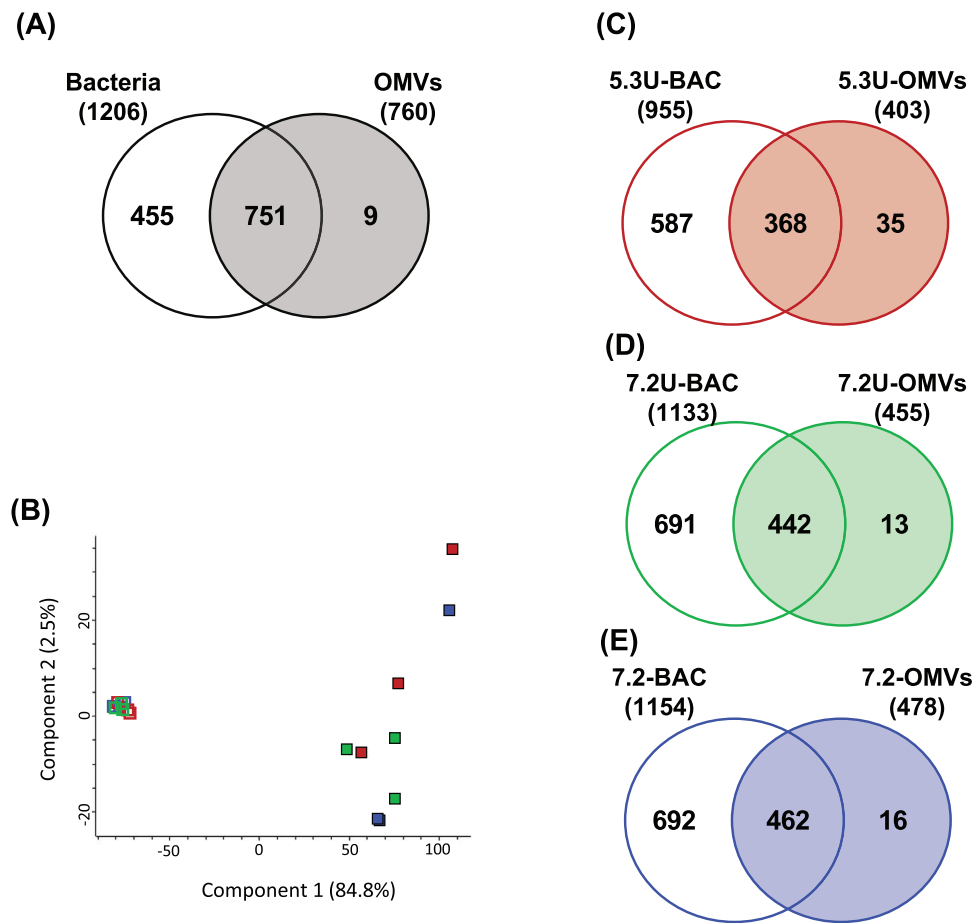 (A)
Bacteria
(1206)
OMVs
(760)
455
751
9
(B)
Component 2 (2.5%)
20
0
-20
-50
0
50
100
Component 1 (84.8%)
(C)
5.3U-BAC
(955)
5.3U-OMVs
(403)
587
368
35
(D)
7.2U-BAC
(1133)
7.2U-OMVs
(455)
691
442
13
(E)
7.2-BAC
(1154)
7.2-OMVs
(478)
692
462
16